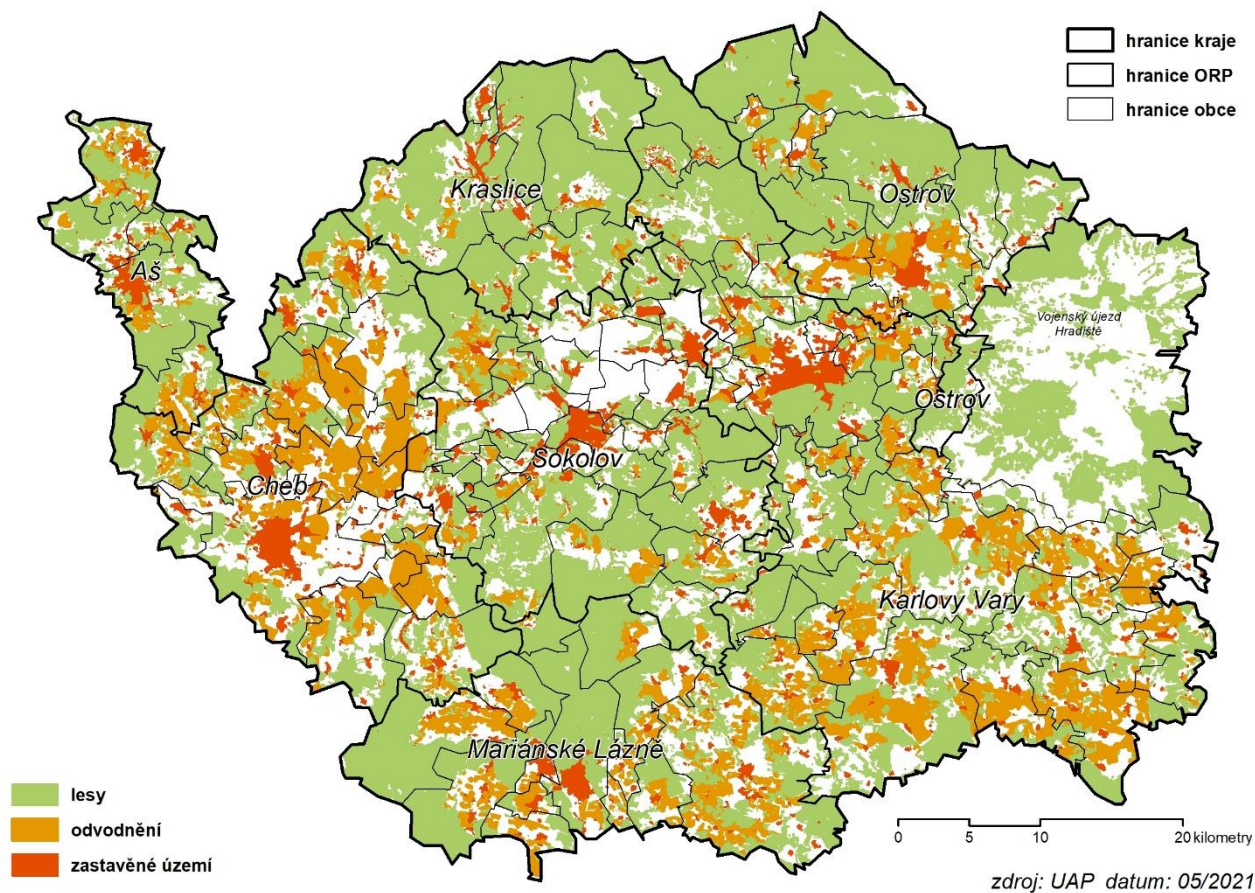 hranice kraje
hranice ORP
hranice obce
Kraslice
Ostrov
Aš
Vojenský újezd
Hradiště
Ostrov
Sokolov
Cheb
Karlovy Vary
Mariánské Lázně
lesy
odvodnění
zastavěné území
0 5 10 20 kilometry
zdroj: UAP datum: 05/2021